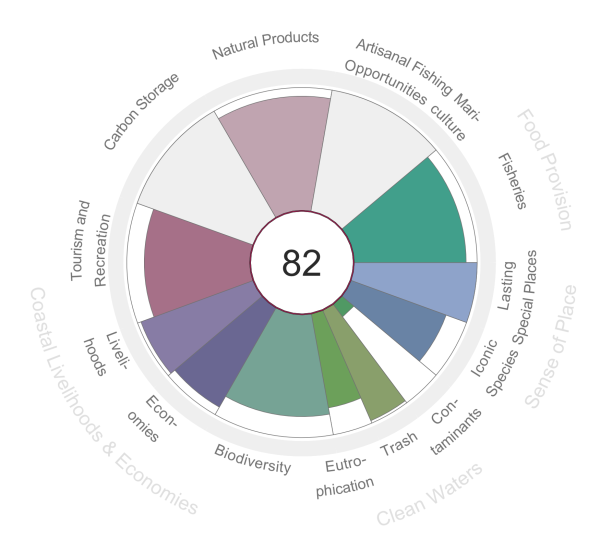 Natural Products
Artisanal Fishing
Opportunities
Mari-
culture
Fisheries
Food Provision
Lasting
Special Places
Iconic
Species
Sense of Place
Con-
taminants
Trash
Eutro-
phication
Clean Waters
Biodiversity
Econ-
omies
Liveli-
hoods
Coastal Livelihoods & Economies
Tourism and
Recreation
Carbon Storage
82